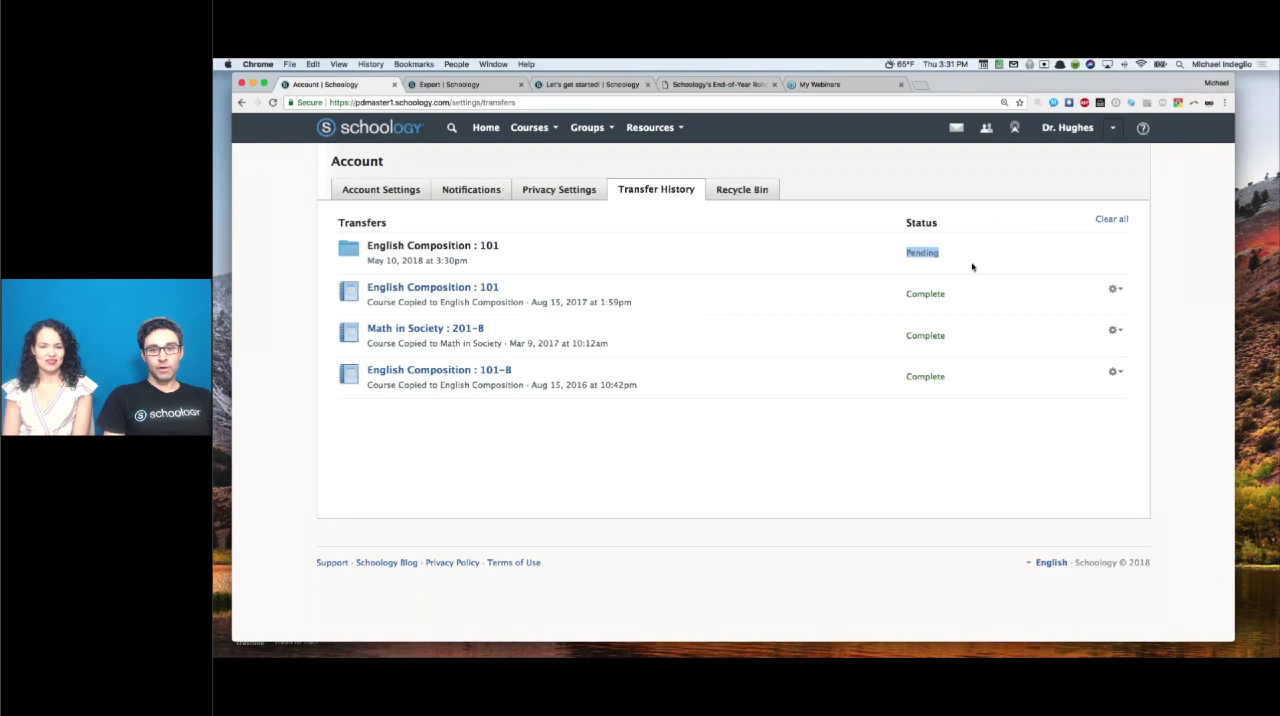 Chrome File Edit View History Bookmarks People Window Help 65°F Thu 3:31 PM Michael Indeglio
Account | Schoology Export | Schoology Let's get started! | Schoology Schoology's End-of-Year Roll My Webinars Michael
Secure https://pdmaster1.schoology.com/settings/transfers
S schoology Home Courses Groups Resources Dr. Hughes
Account
Account Settings Notifications Privacy Settings Transfer History Recycle Bin
Transfers Status Clear all
English Composition : 101
May 10, 2018 at 3:30pm
Pending
English Composition : 101
Course Copied to English Composition · Aug 15, 2017 at 1:59pm
Complete
Math in Society : 201-B
Course Copied to Math in Society · Mar 9, 2017 at 10:12am
Complete
English Composition : 101-B
Course Copied to English Composition · Aug 15, 2016 at 10:42pm
Complete
S schoology
Support · Schoology Blog · Privacy Policy · Terms of Use English · Schoology © 2018